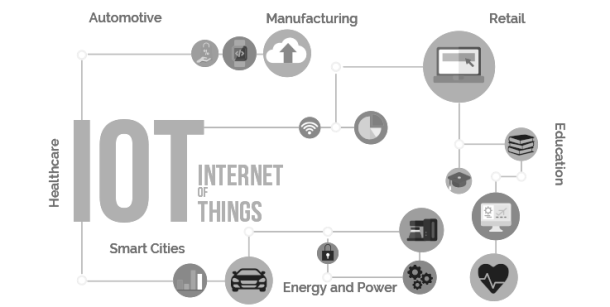 Automotive
Manufacturing
Retail
Healthcare
IOT
INTERNET
OF
THINGS
Education
Smart Cities
Energy and Power